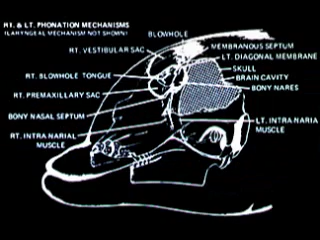 RT. & LT. PHONATION MECHANISMS
(LARYNGEAL MECHANISM NOT SHOWN)
BLOWHOLE
RT. VESTIBULAR SAC
MEMBRANOUS SEPTUM
LT. DIAGONAL MEMBRANE
SKULL
RT. BLOWHOLE TONGUE
BRAIN CAVITY
BONY NARES
RT. PREMAXILLARY SAC
BONY NASAL SEPTUM
LT. INTRA NARIA
MUSCLE
RT. INTRA NARIAL
MUSCLE